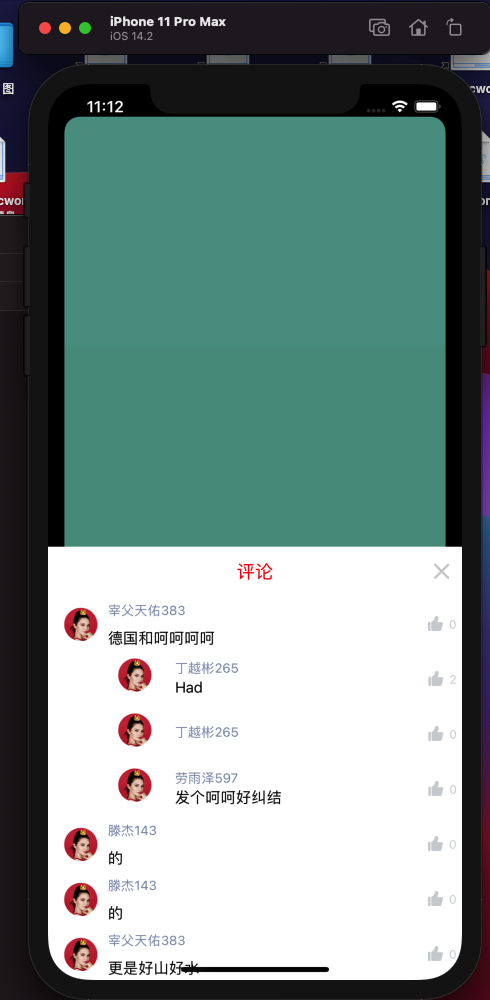 iPhone 11 Pro Max
iOS 14.2
图
11:12
评论
宰父天佑383
德国和呵呵呵呵
0
丁越彬265
Had
2
丁越彬265
0
劳雨泽597
发个呵呵好纠结
0
滕杰143
的
0
滕杰143
的
0
宰父天佑383
更是好山好水
0